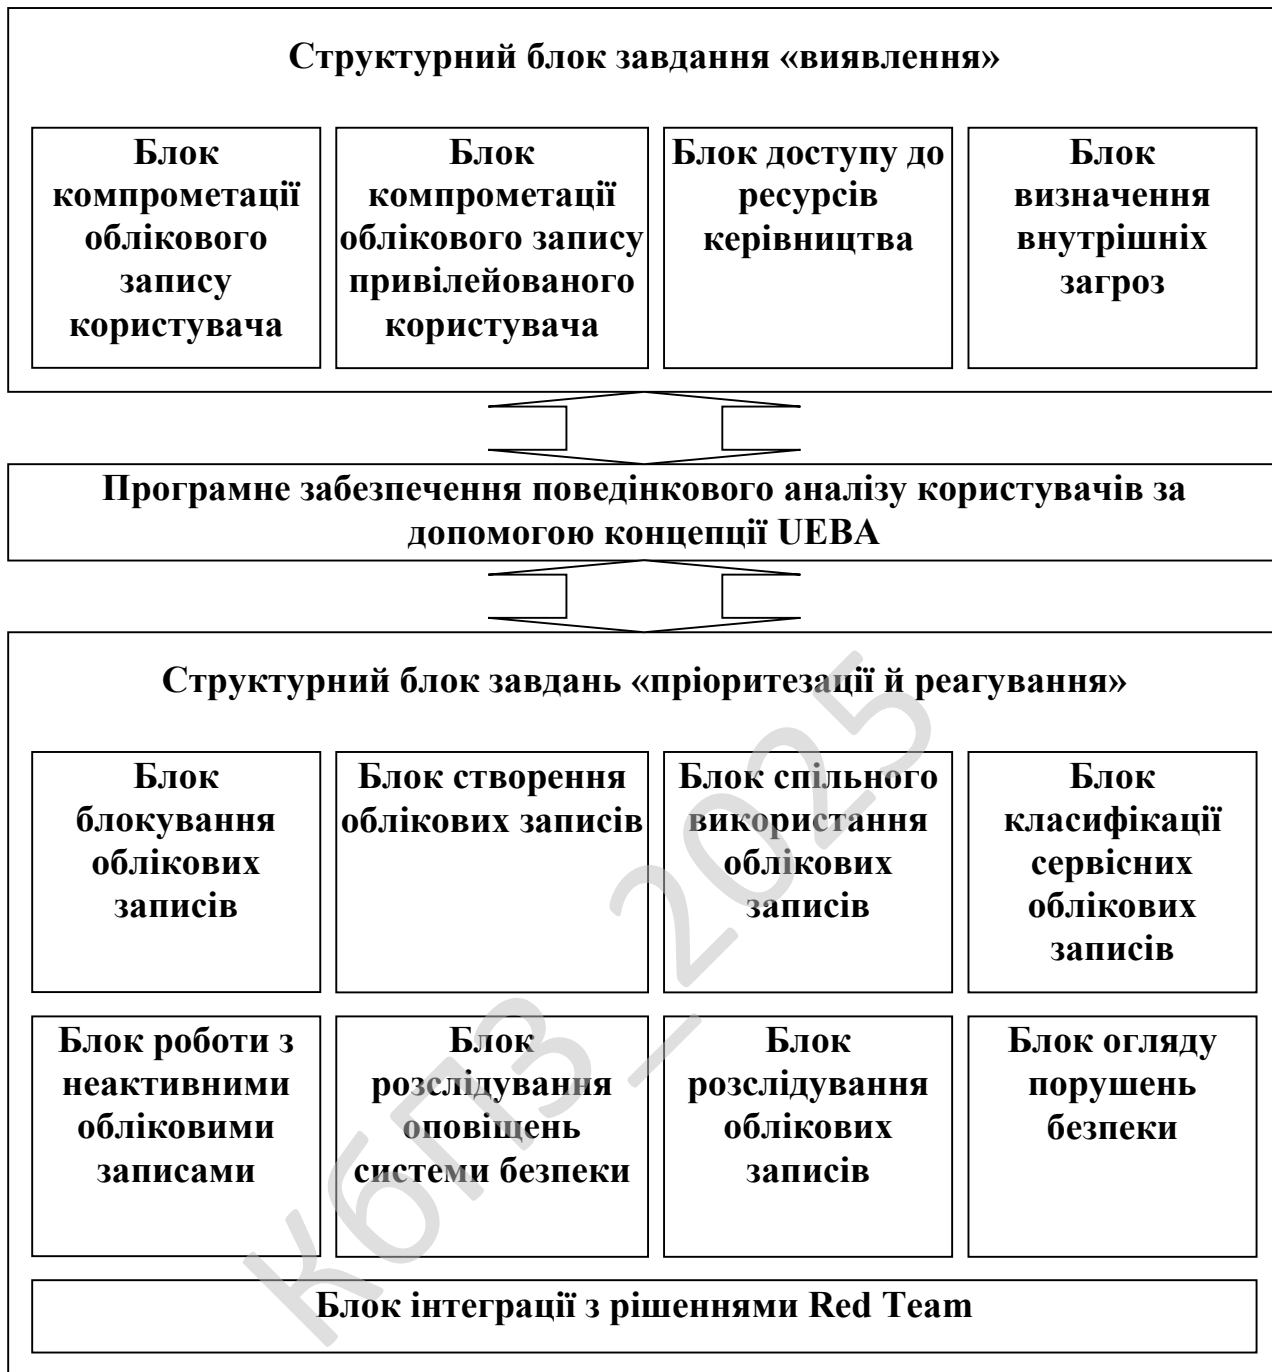 Структурний блок завдання «виявлення»
Блок
компрометації
облікового
запису
користувача
Блок
компрометації
облікового запису
привілейованого
користувача
Блок доступу до
ресурсів
керівництва
Блок
визначення
внутрішніх
загроз
Програмне забезпечення поведінкового аналізу користувачів за
допомогою концепції UEBA
Структурний блок завдань «пріоритезації й реагування»
Блок
блокування
облікових
записів
Блок створення
облікових записів
Блок спільного
використання
облікових
записів
Блок
класифікації
сервісних
облікових
записів
Блок роботи з
неактивними
обліковими
записами
Блок
розслідування
оповіщень
системи безпеки
Блок
розслідування
облікових
записів
Блок огляду
порушень
безпеки
Блок інтеграції з рішеннями Red Team
КбПЗ_2025